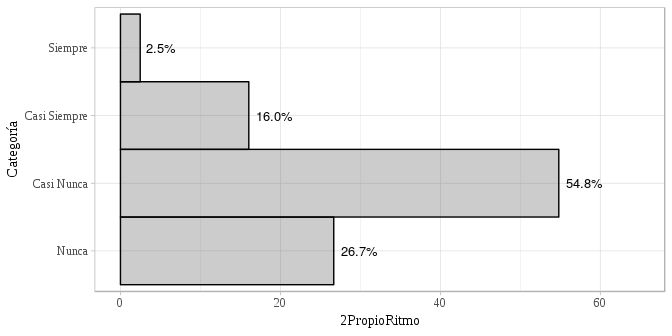 Categoría
Siempre
2.5%
Casi Siempre
16.0%
Casi Nunca
54.8%
Nunca
26.7%
0
20
40
60
2PropioRitmo